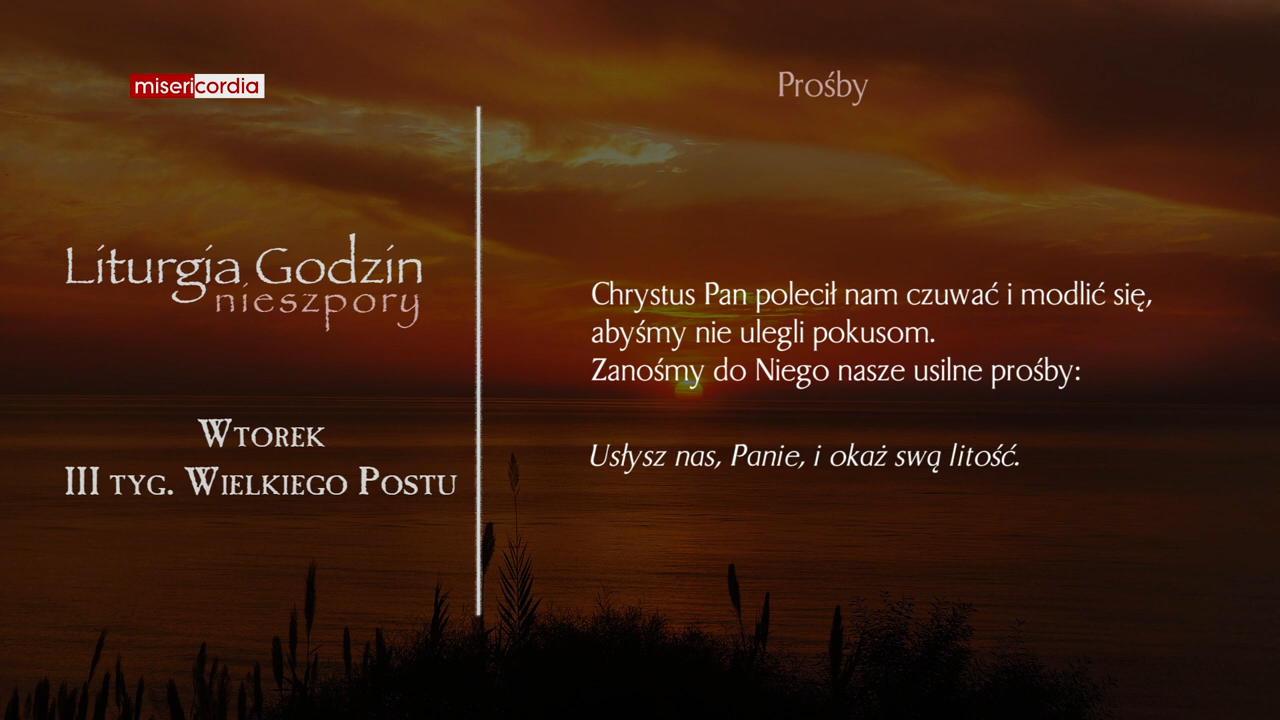 misericordia
Prośby
Liturgia Godzin
nieszpory
Wtorek
III tyg. Wielkiego Postu
Chrystus Pan polecił nam czuwać i modlić się,
abyśmy nie ulegli pokusom.
Zanośmy do Niego nasze usilne prośby:
Usłysz nas, Panie, i okaż swą litość.